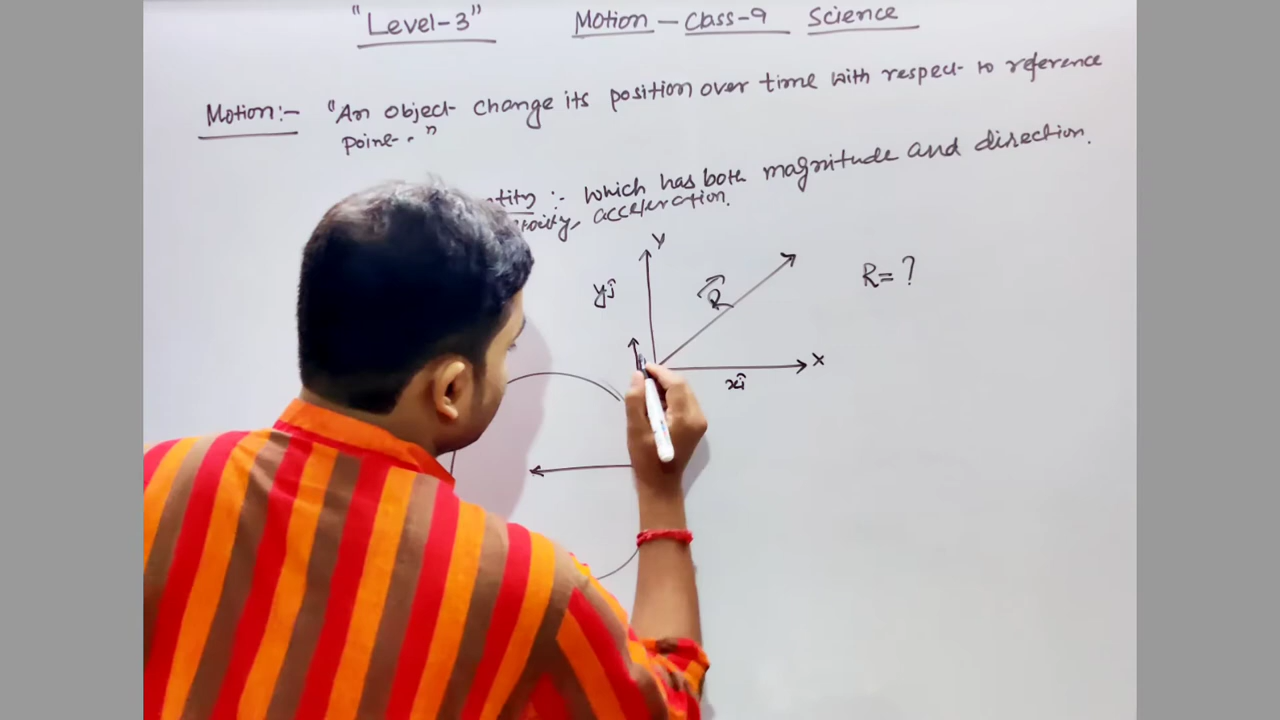 "Level-3" Motion - Class-9 Science
Motion:- "An object change its position over time with respect to reference
point."
:- which has both magnitude and direction.
acceleration.
Y
yĵ
R
R = ?
X
xî